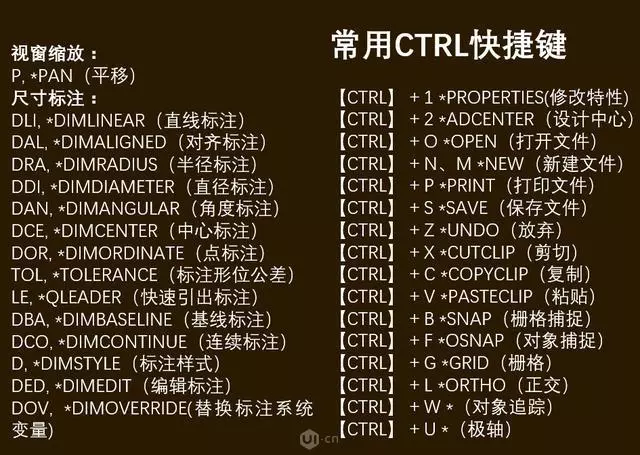 视窗缩放：
P, *PAN（平移）
尺寸标注：
DLI, *DIMLINEAR（直线标注）
DAL, *DIMALIGNED（对齐标注）
DRA, *DIMRADIUS（半径标注）
DDI, *DIMDIAMETER（直径标注）
DAN, *DIMANGULAR（角度标注）
DCE, *DIMCENTER（中心标注）
DOR, *DIMORDINATE（点标注）
TOL, *TOLERANCE（标注形位公差）
LE, *QLEADER（快速引出标注）
DBA, *DIMBASELINE（基线标注）
DCO, *DIMCONTINUE（连续标注）
D, *DIMSTYLE（标注样式）
DED, *DIMEDIT（编辑标注）
DOV, *DIMOVERRIDE(替换标注系统
变量)
常用CTRL快捷键
【CTRL】＋1 *PROPERTIES(修改特性)
【CTRL】＋2 *ADCENTER（设计中心）
【CTRL】＋O *OPEN（打开文件）
【CTRL】＋N、M *NEW（新建文件）
【CTRL】＋P *PRINT（打印文件）
【CTRL】＋S *SAVE（保存文件）
【CTRL】＋Z *UNDO（放弃）
【CTRL】＋X *CUTCLIP（剪切）
【CTRL】＋C *COPYCLIP（复制）
【CTRL】＋V *PASTECLIP（粘贴）
【CTRL】＋B *SNAP（栅格捕捉）
【CTRL】＋F *OSNAP（对象捕捉）
【CTRL】＋G *GRID（栅格）
【CTRL】＋L *ORTHO（正交）
【CTRL】＋W *（对象追踪）
【CTRL】＋U *（极轴）
UI·cn